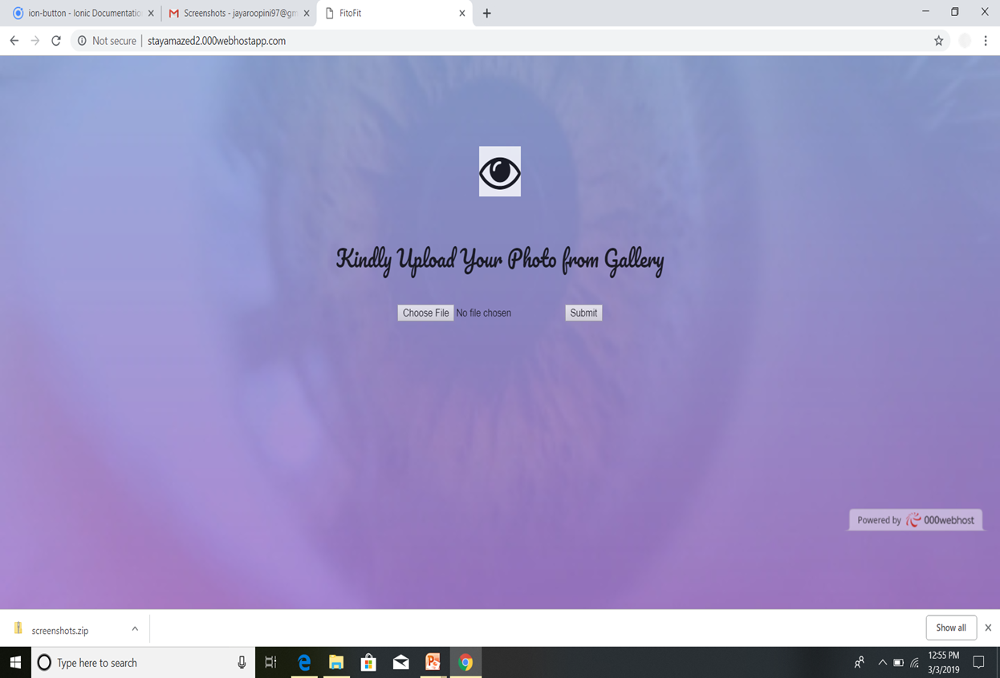 ion-button - Ionic Documentatio
Screenshots - jayaroopini97@gm
FitoFit
Not secure
stayamazed2.000webhostapp.com
Kindly Upload Your Photo from Gallery
Choose File No file chosen Submit
Powered by 000webhost
screenshots.zip
Show all
Type here to search
12:55 PM
3/3/2019